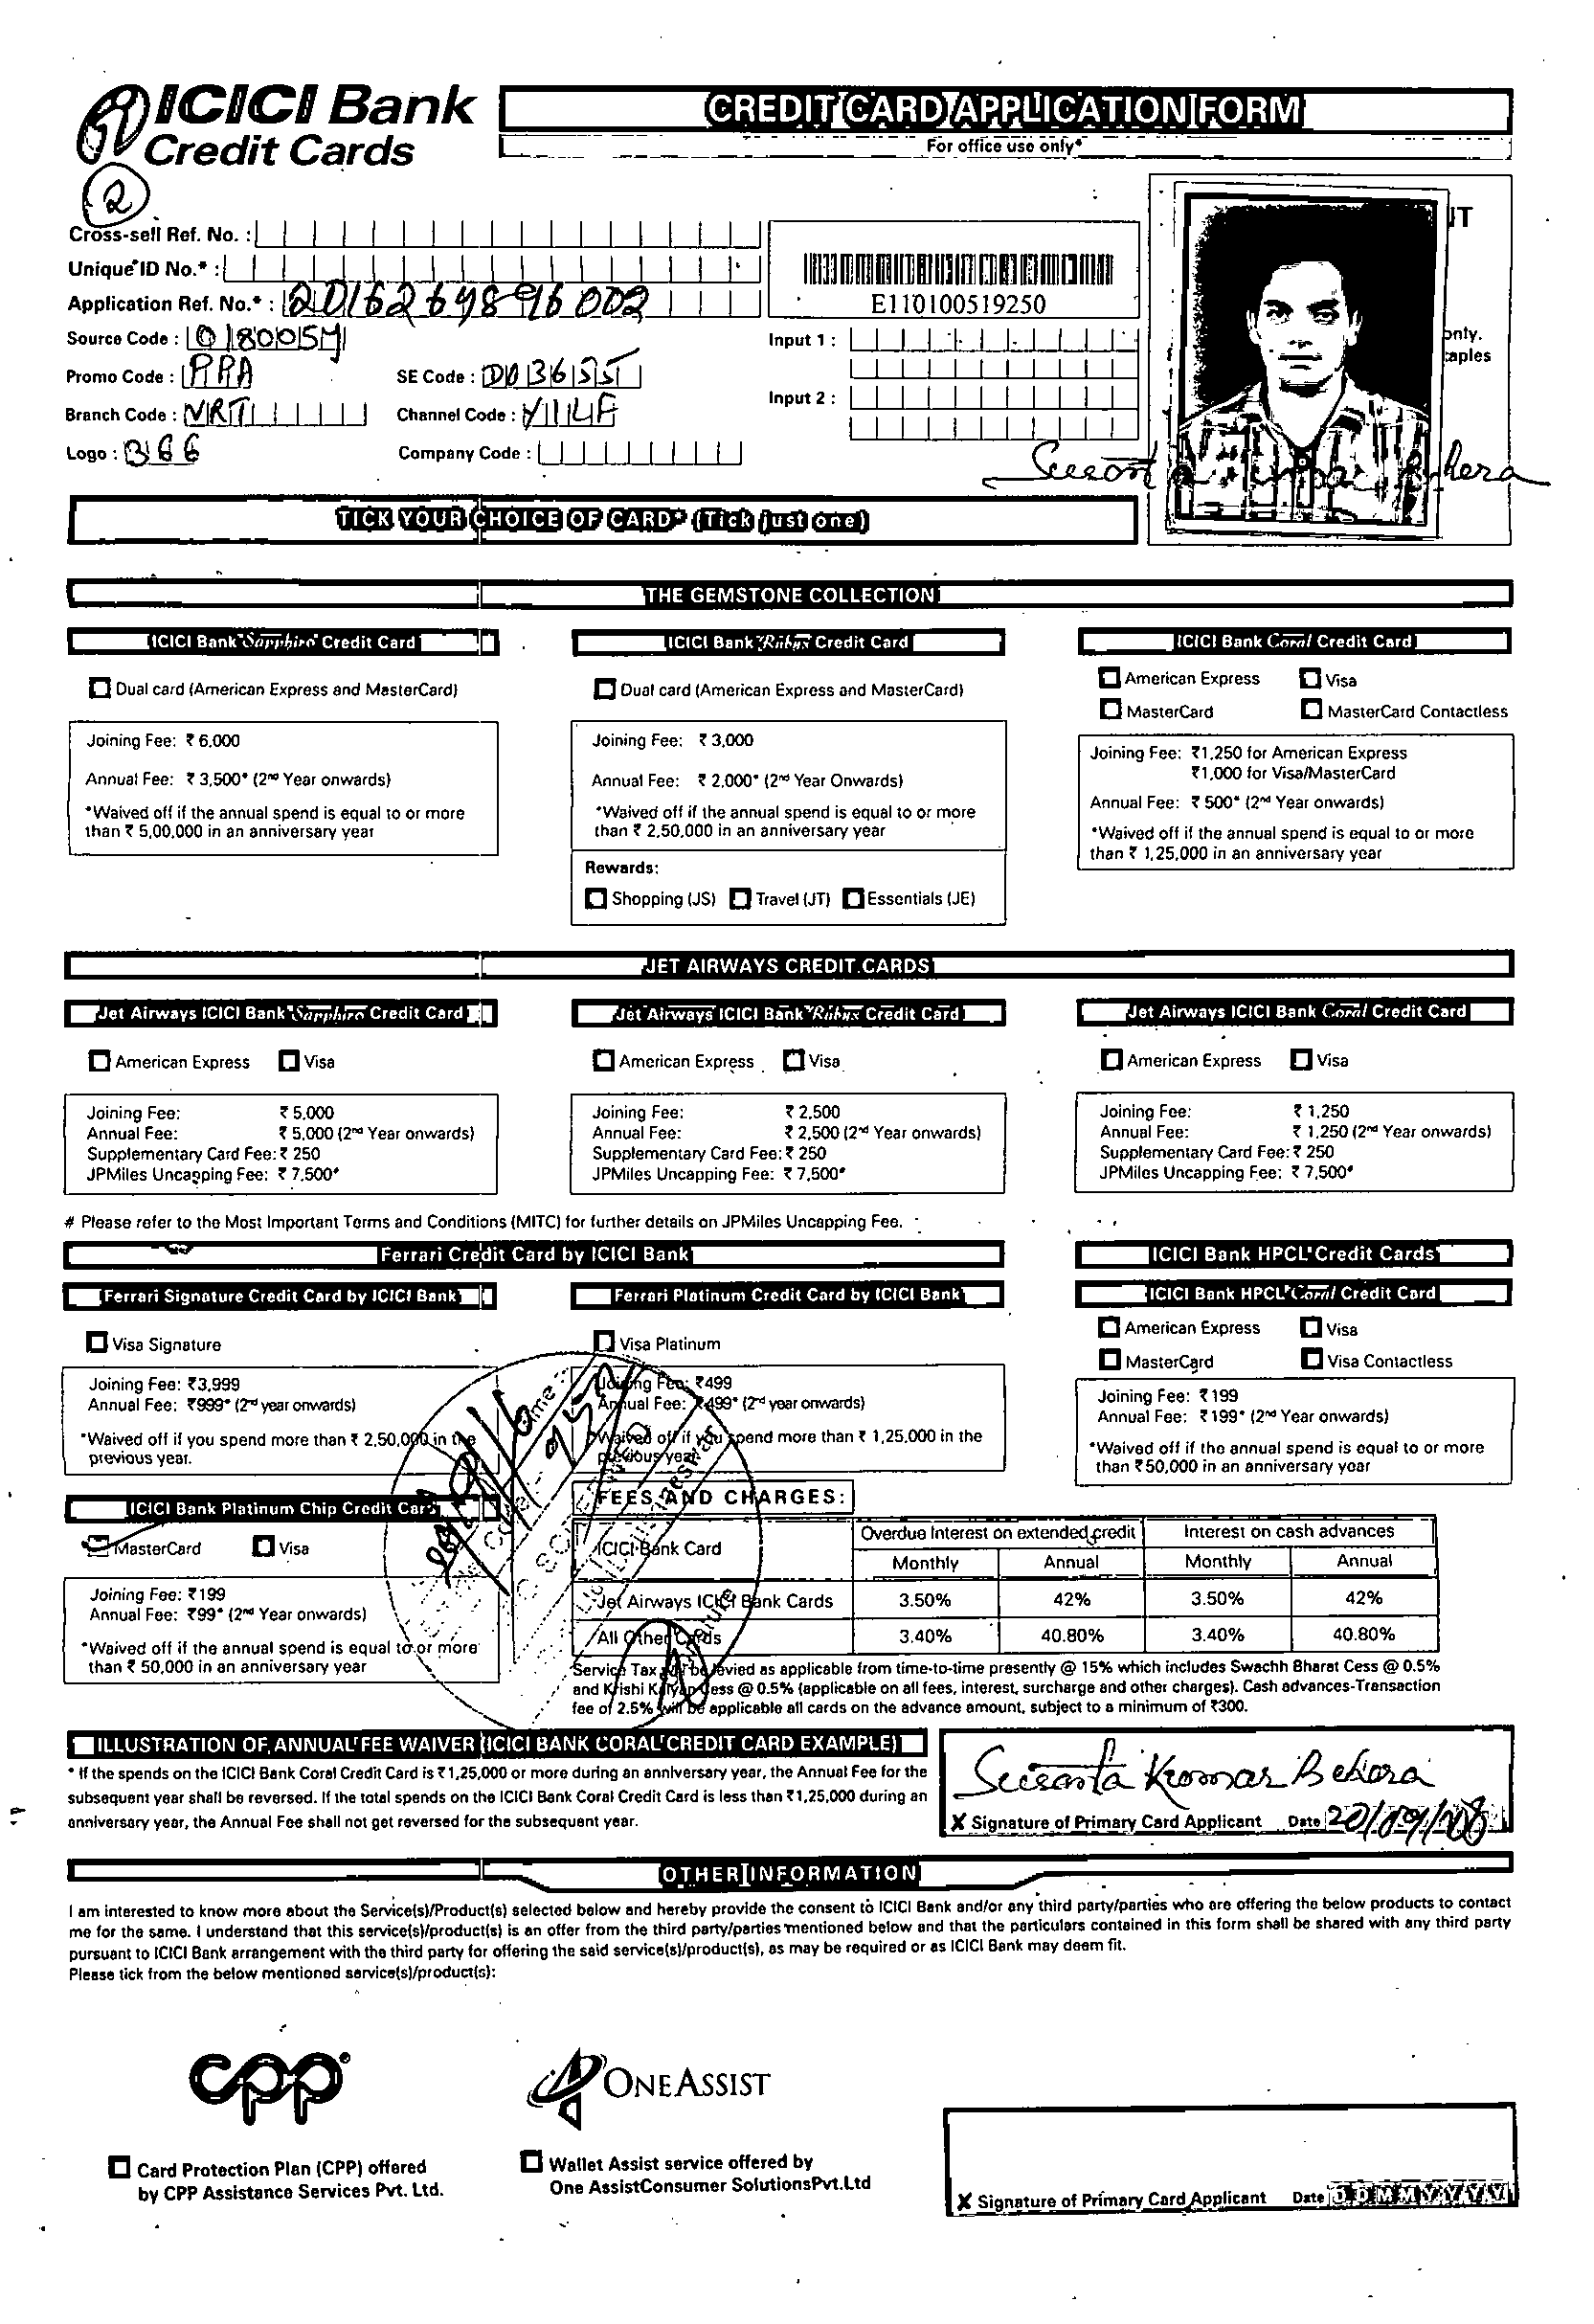 ICICI Bank
Credit Cards
CREDIT CARD APPLICATION FORM
For office use only*
2
Cross-sell Ref. No. :
Unique ID No.* :
Application Ref. No.* : 2016269896002
E110100519250
Source Code :
Input 1 :
only.
taples
Promo Code : PPA
SE Code : D013655
Input 2 :
Branch Code :
Channel Code :
Logo : 366
Company Code :
Susanta Kumar Behera
TICK YOUR CHOICE OF CARD* (Tick just one)
THE GEMSTONE COLLECTION
ICICI Bank Sapphiro Credit Card
Dual card (American Express and MasterCard)
Joining Fee: ₹ 6,000
Annual Fee: ₹ 3,500* (2nd Year onwards)
*Waived off if the annual spend is equal to or more
than ₹ 5,00,000 in an anniversary year
ICICI Bank Rubyx Credit Card
Dual card (American Express and MasterCard)
Joining Fee: ₹ 3,000
Annual Fee: ₹ 2,000* (2nd Year Onwards)
*Waived off if the annual spend is equal to or more
than ₹ 2,50,000 in an anniversary year
Rewards:
Shopping (JS) Travel (JT) Essentials (JE)
ICICI Bank Coral Credit Card
American Express Visa
MasterCard MasterCard Contactless
Joining Fee: ₹1,250 for American Express
₹1,000 for Visa/MasterCard
Annual Fee: ₹ 500* (2nd Year onwards)
*Waived off if the annual spend is equal to or more
than ₹ 1,25,000 in an anniversary year
JET AIRWAYS CREDIT CARDS
Jet Airways ICICI Bank Sapphiro Credit Card
American Express Visa
Joining Fee: ₹ 5,000
Annual Fee: ₹ 5,000 (2nd Year onwards)
Supplementary Card Fee: ₹ 250
JPMiles Uncapping Fee: ₹ 7,500#
Jet Airways ICICI Bank Rubyx Credit Card
American Express Visa
Joining Fee: ₹ 2,500
Annual Fee: ₹ 2,500 (2nd Year onwards)
Supplementary Card Fee: ₹ 250
JPMiles Uncapping Fee: ₹ 7,500#
Jet Airways ICICI Bank Coral Credit Card
American Express Visa
Joining Fee: ₹ 1,250
Annual Fee: ₹ 1,250 (2nd Year onwards)
Supplementary Card Fee: ₹ 250
JPMiles Uncapping Fee: ₹ 7,500#
# Please refer to the Most Important Terms and Conditions (MITC) for further details on JPMiles Uncapping Fee.
Ferrari Credit Card by ICICI Bank
Ferrari Signature Credit Card by ICICI Bank
Visa Signature
Joining Fee: ₹3,999
Annual Fee: ₹999* (2nd year onwards)
*Waived off if you spend more than ₹ 2,50,000 in the
previous year.
Ferrari Platinum Credit Card by ICICI Bank
Visa Platinum
Joining Fee: ₹499
Annual Fee: ₹499* (2nd year onwards)
*Waived off if you spend more than ₹ 1,25,000 in the
previous year.
ICICI Bank HPCL Credit Cards
ICICI Bank HPCL Coral Credit Card
American Express Visa
MasterCard Visa Contactless
Joining Fee: ₹ 199
Annual Fee: ₹ 199* (2nd Year onwards)
*Waived off if the annual spend is equal to or more
than ₹50,000 in an anniversary year
ICICI Bank Platinum Chip Credit Card
MasterCard Visa
Joining Fee: ₹199
Annual Fee: ₹99* (2nd Year onwards)
*Waived off if the annual spend is equal to or more
than ₹ 50,000 in an anniversary year
FEES AND CHARGES:
ICICI Bank Card Overdue Interest on extended credit Interest on cash advances
Monthly Annual Monthly Annual
Jet Airways ICICI Bank Cards 3.50% 42% 3.50% 42%
All Other Cards 3.40% 40.80% 3.40% 40.80%
Service Tax will be levied as applicable from time-to-time presently @ 15% which includes Swachh Bharat Cess @ 0.5%
and Krishi Kalyan Cess @ 0.5% (applicable on all fees, interest, surcharge and other charges). Cash advances-Transaction
fee of 2.5% will be applicable all cards on the advance amount, subject to a minimum of ₹300.
ILLUSTRATION OF ANNUAL FEE WAIVER (ICICI BANK CORAL CREDIT CARD EXAMPLE)
* If the spends on the ICICI Bank Coral Credit Card is ₹1,25,000 or more during an anniversary year, the Annual Fee for the
subsequent year shall be reversed. If the total spends on the ICICI Bank Coral Credit Card is less than ₹1,25,000 during an
anniversary year, the Annual Fee shall not get reversed for the subsequent year.
Susanta Kumar Behera
X Signature of Primary Card Applicant Date
OTHER INFORMATION
I am interested to know more about the Service(s)/Product(s) selected below and hereby provide the consent to ICICI Bank and/or any third party/parties who are offering the below products to contact
me for the same. I understand that this service(s)/product(s) is an offer from the third party/parties mentioned below and that the particulars contained in this form shall be shared with any third party
pursuant to ICICI Bank arrangement with the third party for offering the said service(s)/product(s), as may be required or as ICICI Bank may deem fit.
Please tick from the below mentioned service(s)/product(s):
cpp
ONEASSIST
Card Protection Plan (CPP) offered
by CPP Assistance Services Pvt. Ltd.
Wallet Assist service offered by
One AssistConsumer SolutionsPvt.Ltd
X Signature of Primary Card Applicant Date D D M M Y Y Y Y